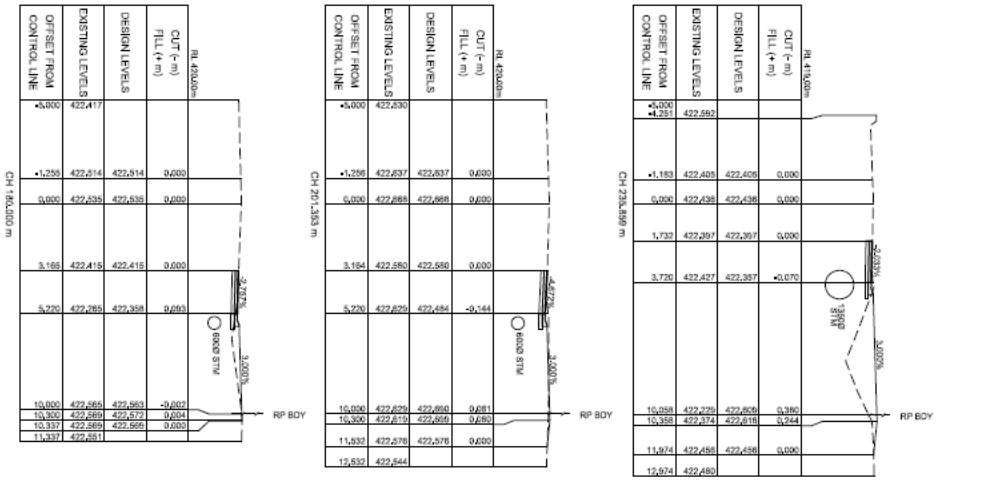 RL 420.00m
CUT (- m)
FILL (+ m)
DESIGN LEVELS
EXISTING LEVELS
OFFSET FROM
CONTROL LINE
-5.000 422.417
-1.255 422.514 422.514 0.000
0.000 422.535 422.535 0.000
3.165 422.415 422.415 0.000
5.220 422.265 422.358 0.093
10.000 422.565 422.563 -0.002
10.300 422.569 422.572 0.004
10.337 422.569 422.569 0.000
11.337 422.551
CH 180.000 m
-2.757%
600Ø STM
3.000%
RP BDY
RL 420.00m
CUT (- m)
FILL (+ m)
DESIGN LEVELS
EXISTING LEVELS
OFFSET FROM
CONTROL LINE
-5.000 422.530
-1.256 422.637 422.637 0.000
0.000 422.668 422.668 0.000
3.164 422.580 422.580 0.000
5.220 422.629 422.484 -0.144
10.000 422.629 422.690 0.061
10.300 422.619 422.699 0.080
11.532 422.576 422.576 0.000
12.532 422.544
CH 201.353 m
-4.672%
600Ø STM
3.000%
RP BDY
RL 419.00m
CUT (- m)
FILL (+ m)
DESIGN LEVELS
EXISTING LEVELS
OFFSET FROM
CONTROL LINE
-5.000
-4.251 422.592
-1.183 422.405 422.405 0.000
0.000 422.436 422.436 0.000
1.732 422.397 422.397 0.000
3.720 422.427 422.357 -0.070
10.058 422.229 422.609 0.380
10.358 422.374 422.618 0.244
11.974 422.456 422.456 0.000
12.974 422.480
CH 235.859 m
-2.033%
1350Ø
STM
3.000%
RP BDY